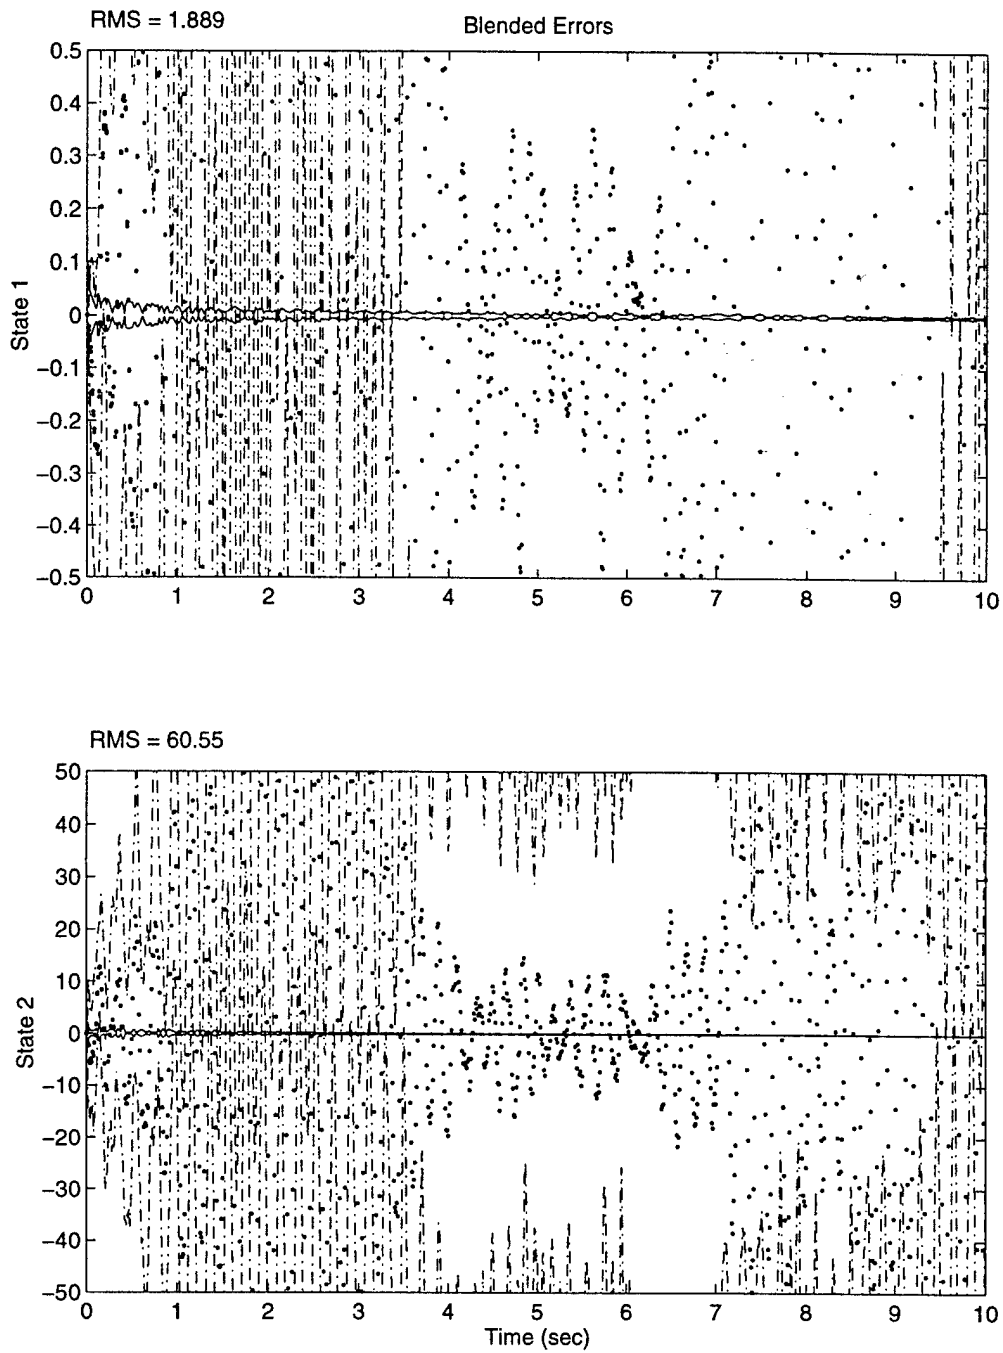 RMS = 1.889
Blended Errors
0.5
0.4
0.3
0.2
0.1
0
−0.1
−0.2
−0.3
−0.4
−0.5
State 1
0 1 2 3 4 5 6 7 8 9 10
RMS = 60.55
50
40
30
20
10
0
−10
−20
−30
−40
−50
State 2
0 1 2 3 4 5 6 7 8 9 10
Time (sec)